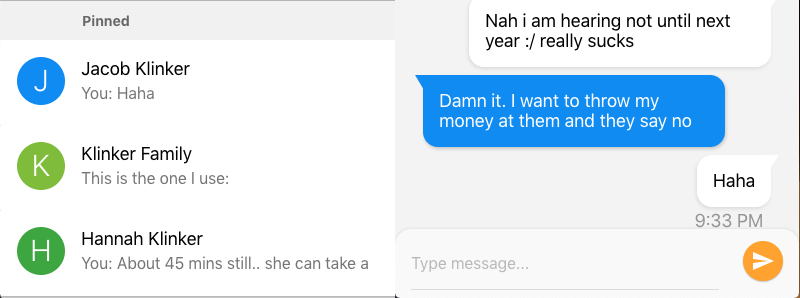 Pinned
J
Jacob Klinker
You: Haha
K
Klinker Family
This is the one I use:
H
Hannah Klinker
You: About 45 mins still.. she can take a
Nah i am hearing not until next
year :/ really sucks
Damn it. I want to throw my
money at them and they say no
Haha
9:33 PM
Type message...